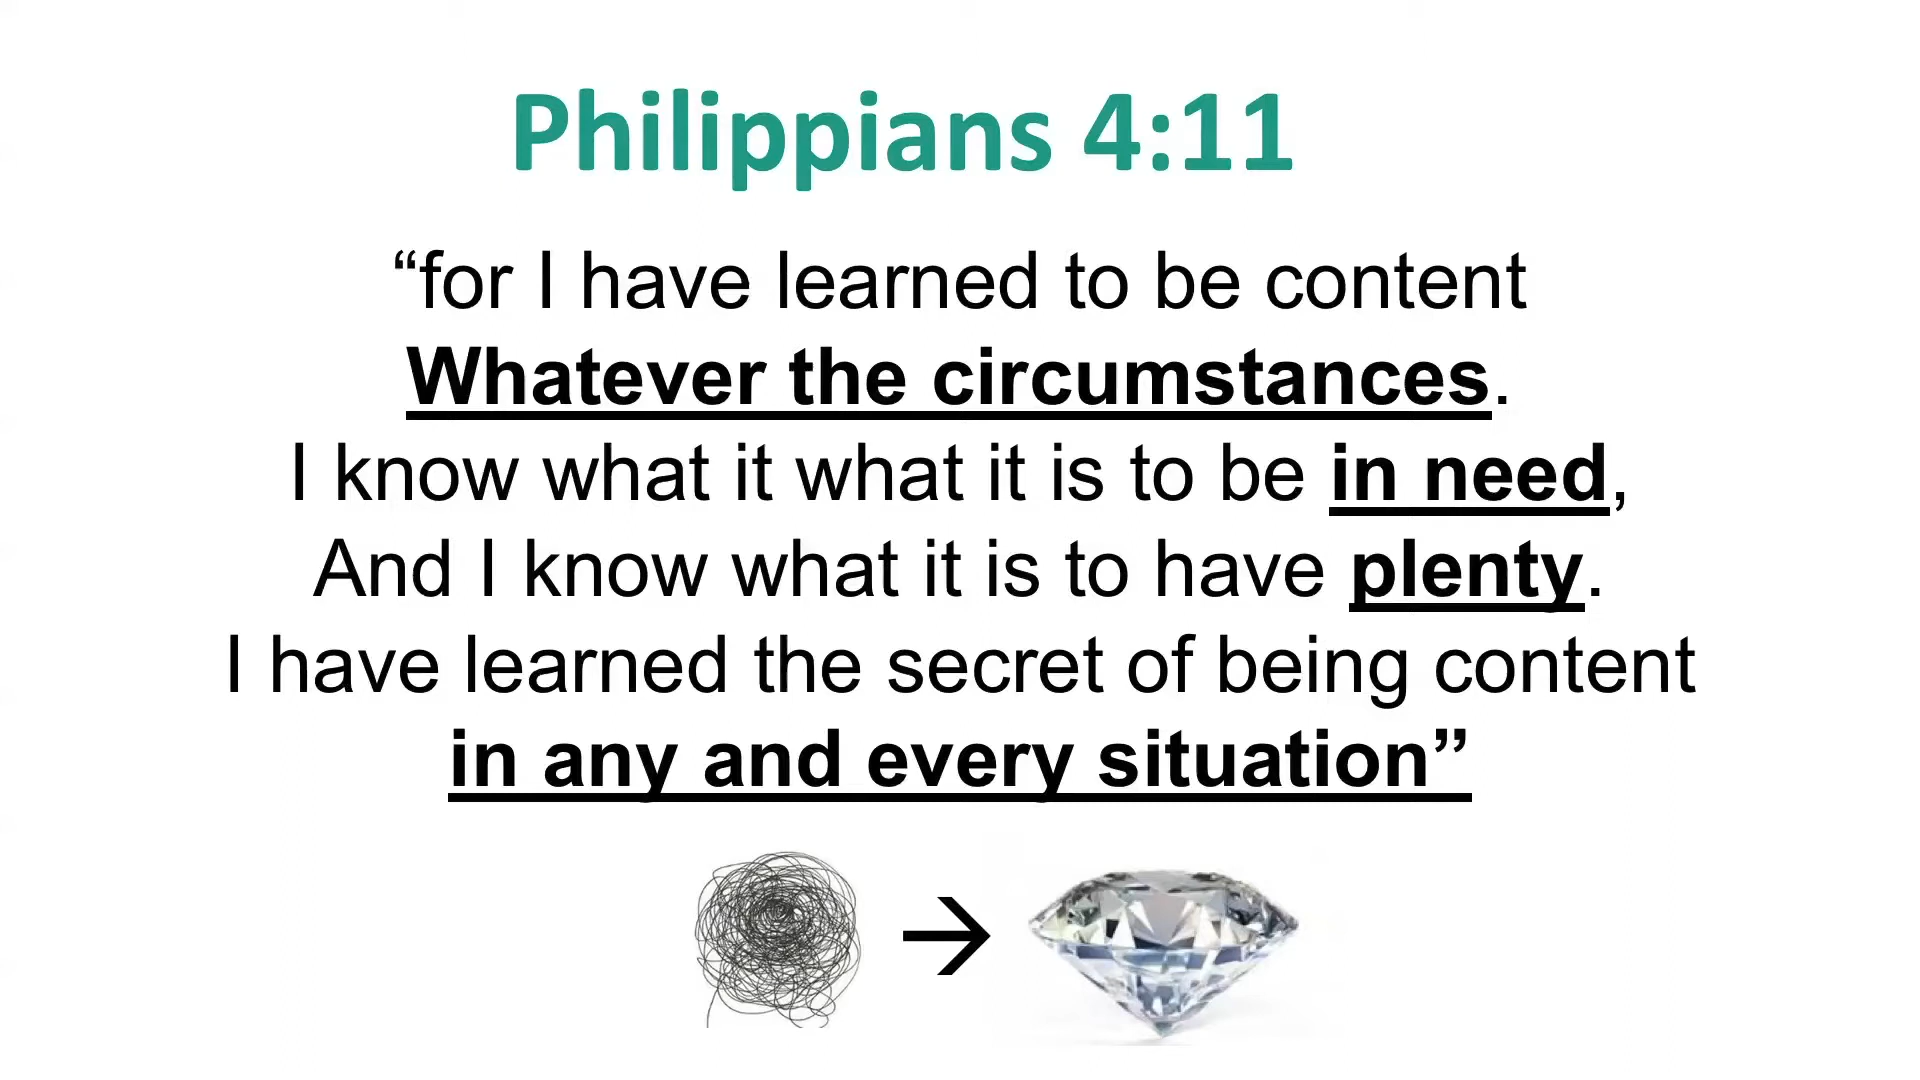 Philippians 4:11
“for I have learned to be content
Whatever the circumstances.
I know what it what it is to be in need,
And I know what it is to have plenty.
I have learned the secret of being content
in any and every situation”